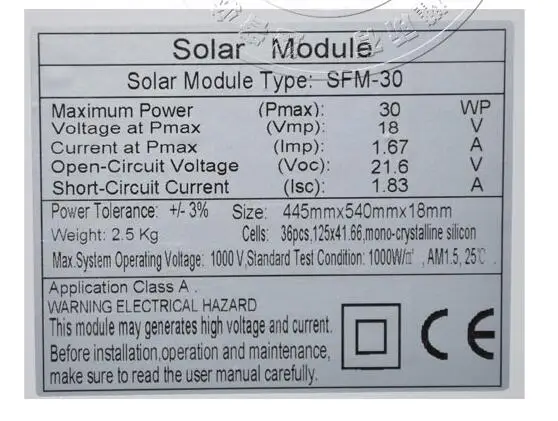 Solar Module
Solar Module Type: SFM-30
Maximum Power (Pmax): 30 WP
Voltage at Pmax (Vmp): 18 V
Current at Pmax (Imp): 1.67 A
Open-Circuit Voltage (Voc): 21.6 V
Short-Circuit Current (Isc): 1.83 A
Power Tolerance: +/- 3% Size: 445mmx540mmx18mm
Weight: 2.5 Kg Cells: 36pcs,125x41.66,mono-crystalline silicon
Max.System Operating Voltage: 1000 V,Standard Test Condition: 1000W/㎡ , AM1.5, 25℃ .
Application Class A .
WARNING ELECTRICAL HAZARD
This module may generates high voltage and current.
Before installation,operation and maintenance,
make sure to read the user manual carefully.
CE